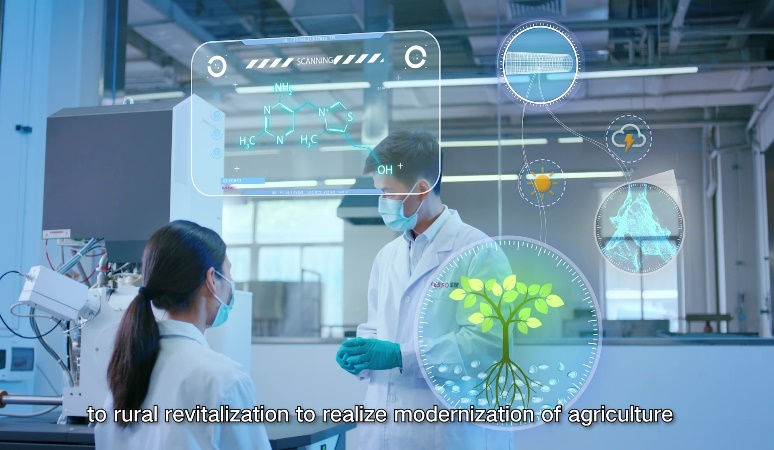 SCANNING
NH₂
N
N
S
H₃C
N
H₃C
OH
to rural revitalization to realize modernization of agriculture